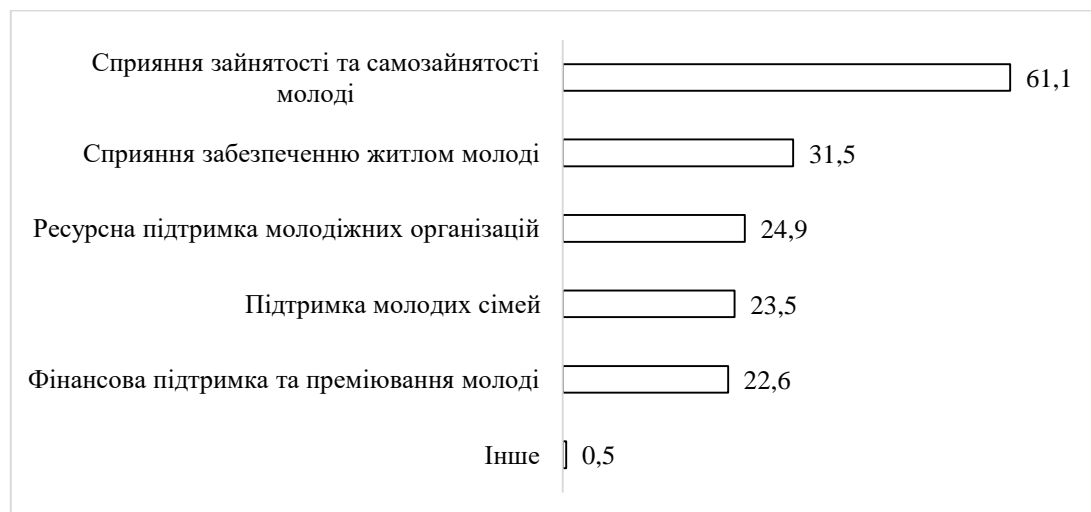 Сприяння зайнятості та самозайнятості
молоді
61,1
Сприяння забезпеченню житлом молоді
31,5
Ресурсна підтримка молодіжних організацій
24,9
Підтримка молодих сімей
23,5
Фінансова підтримка та преміювання молоді
22,6
Інше
0,5